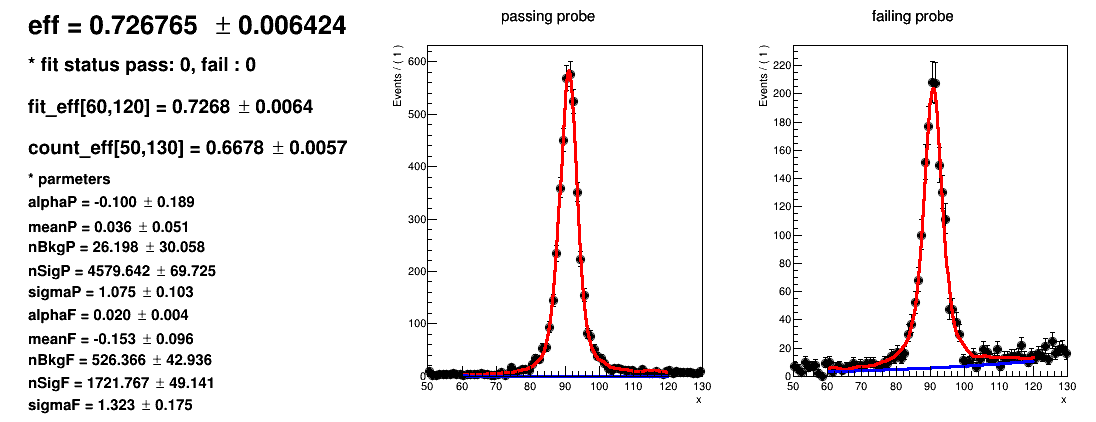 eff = 0.726765 ± 0.006424
* fit status pass: 0, fail : 0
fit_eff[60,120] = 0.7268 ± 0.0064
count_eff[50,130] = 0.6678 ± 0.0057
* parmeters
alphaP = -0.100 ± 0.189
meanP = 0.036 ± 0.051
nBkgP = 26.198 ± 30.058
nSigP = 4579.642 ± 69.725
sigmaP = 1.075 ± 0.103
alphaF = 0.020 ± 0.004
meanF = -0.153 ± 0.096
nBkgF = 526.366 ± 42.936
nSigF = 1721.767 ± 49.141
sigmaF = 1.323 ± 0.175
passing probe
Events / ( 1 )
600
500
400
300
200
100
0
50 60 70 80 90 100 110 120 130
x
failing probe
Events / ( 1 )
220
200
180
160
140
120
100
80
60
40
20
0
50 60 70 80 90 100 110 120 130
x